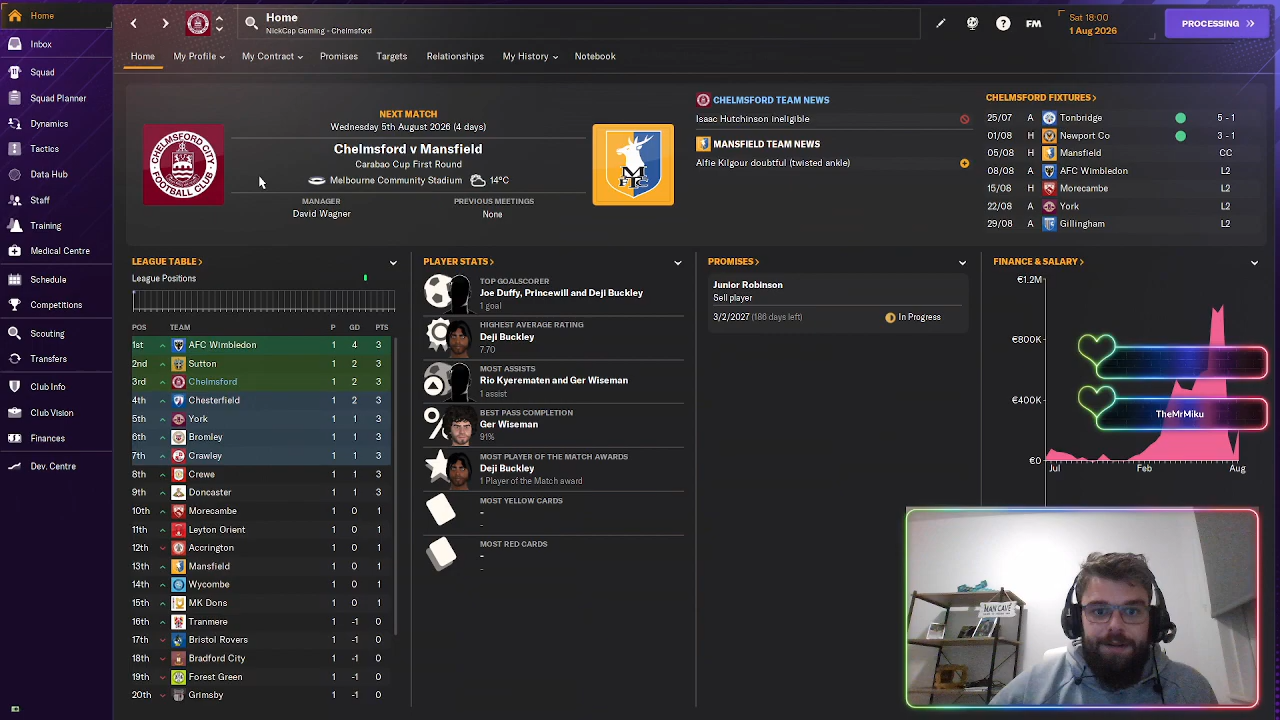 Home
Inbox
Squad
Squad Planner
Dynamics
Tactics
Data Hub
Staff
Training
Medical Centre
Schedule
Competitions
Scouting
Transfers
Club Info
Club Vision
Finances
Dev. Centre
Home
NickCap Gaming - Chelmsford
FM
Sat 18:00
1 Aug 2026
PROCESSING
Home
My Profile
My Contract
Promises
Targets
Relationships
My History
Notebook
NEXT MATCH
Wednesday 5th August 2026 (4 days)
Chelmsford v Mansfield
Carabao Cup First Round
Melbourne Community Stadium 14°C
MANAGER
David Wagner
PREVIOUS MEETINGS
None
CHELMSFORD CITY
FOOTBALL CLUB
CHELMSFORD TEAM NEWS
Isaac Hutchinson ineligible
MANSFIELD TEAM NEWS
Alfie Kilgour doubtful (twisted ankle)
CHELMSFORD FIXTURES
25/07 A Tonbridge 5 - 1
01/08 H Newport Co 3 - 1
05/08 H Mansfield CC
08/08 A AFC Wimbledon L2
15/08 H Morecambe L2
22/08 A York L2
29/08 A Gillingham L2
LEAGUE TABLE
League Positions
POS TEAM P GD PTS
1st AFC Wimbledon 1 4 3
2nd Sutton 1 2 3
3rd Chelmsford 1 2 3
4th Chesterfield 1 2 3
5th York 1 1 3
6th Bromley 1 1 3
7th Crawley 1 1 3
8th Crewe 1 1 3
9th Doncaster 1 1 3
10th Morecambe 1 0 1
11th Leyton Orient 1 0 1
12th Accrington 1 0 1
13th Mansfield 1 0 1
14th Wycombe 1 0 1
15th MK Dons 1 0 1
16th Tranmere 1 -1 0
17th Bristol Rovers 1 -1 0
18th Bradford City 1 -1 0
19th Forest Green 1 -1 0
20th Grimsby 1 -1 0
PLAYER STATS
TOP GOALSCORER
Joe Duffy, Princewill and Deji Buckley
1 goal
HIGHEST AVERAGE RATING
Deji Buckley
7.70
MOST ASSISTS
Rio Kyerematen and Ger Wiseman
1 assist
BEST PASS COMPLETION
Ger Wiseman
91%
MOST PLAYER OF THE MATCH AWARDS
Deji Buckley
1 Player of the Match award
MOST YELLOW CARDS
-
-
MOST RED CARDS
-
-
PROMISES
Junior Robinson
Sell player
3/2/2027 (186 days left) In Progress
FINANCE & SALARY
€1.2M
€800K
€400K
€0
Jul Feb Aug
TheMrMiku
MAN CAVE